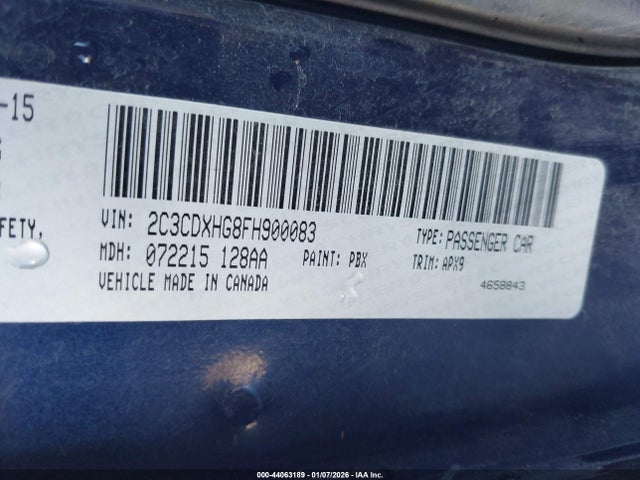 -15
FETY,
VIN: 2C3CDXHG8FH900083
TYPE: PASSENGER CAR
MDH: 072215 128AA
PAINT: PBX
TRIM: APX9
VEHICLE MADE IN CANADA
4658843
000-44063189 - 01/07/2026 - IAA Inc.